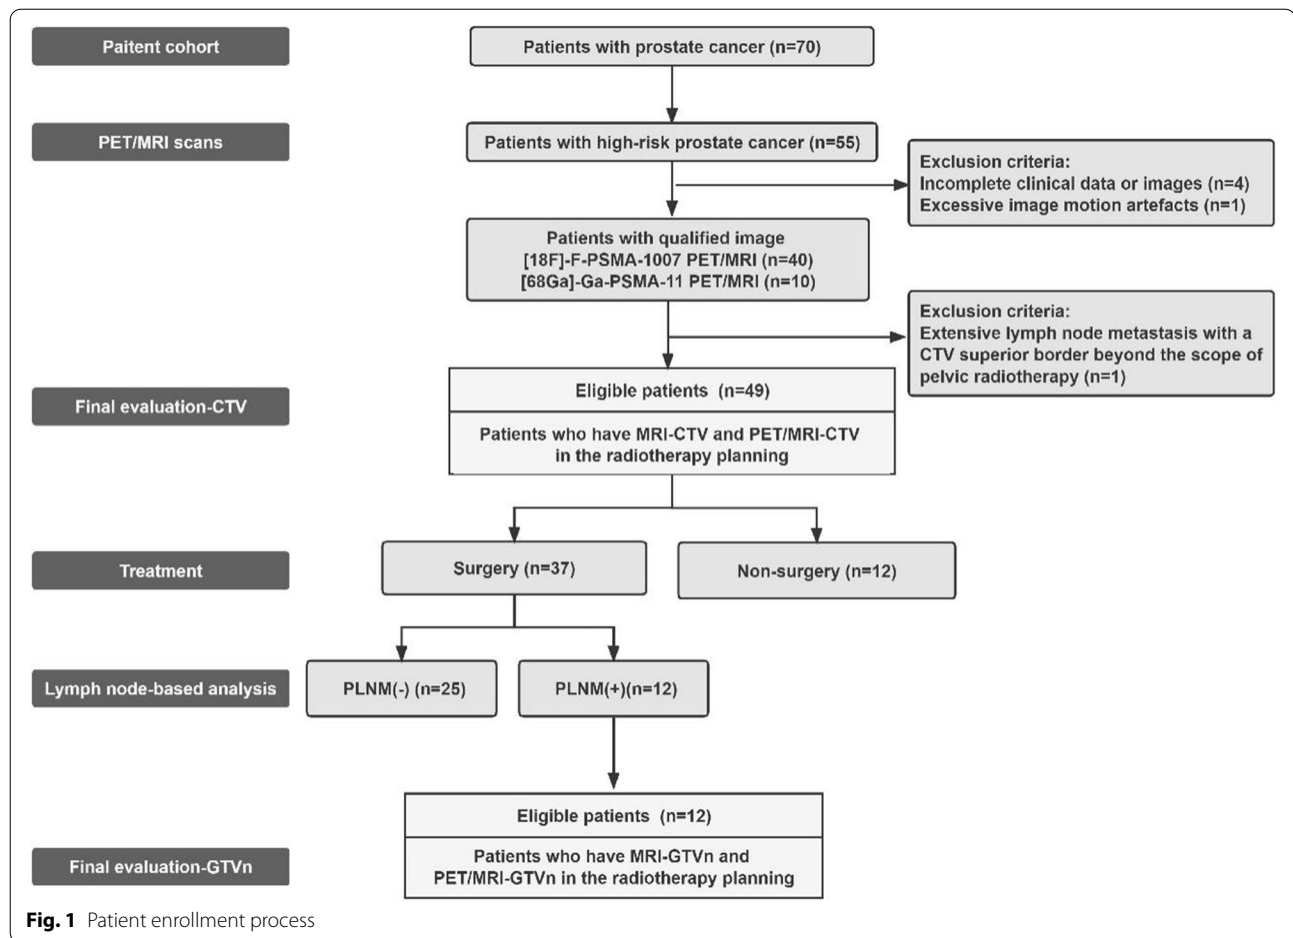 Paitent cohort
Patients with prostate cancer (n=70)
PET/MRI scans
Patients with high-risk prostate cancer (n=55)
Exclusion criteria:
Incomplete clinical data or images (n=4)
Excessive image motion artefacts (n=1)
Patients with qualified image
[18F]-F-PSMA-1007 PET/MRI (n=40)
[68Ga]-Ga-PSMA-11 PET/MRI (n=10)
Exclusion criteria:
Extensive lymph node metastasis with a
CTV superior border beyond the scope of
pelvic radiotherapy (n=1)
Final evaluation-CTV
Eligible patients (n=49)
Patients who have MRI-CTV and PET/MRI-CTV
in the radiotherapy planning
Treatment
Surgery (n=37)
Non-surgery (n=12)
Lymph node-based analysis
PLNM(-) (n=25)
PLNM(+)(n=12)
Eligible patients (n=12)
Final evaluation-GTVn
Patients who have MRI-GTVn and
PET/MRI-GTVn in the radiotherapy planning
Fig. 1 Patient enrollment process